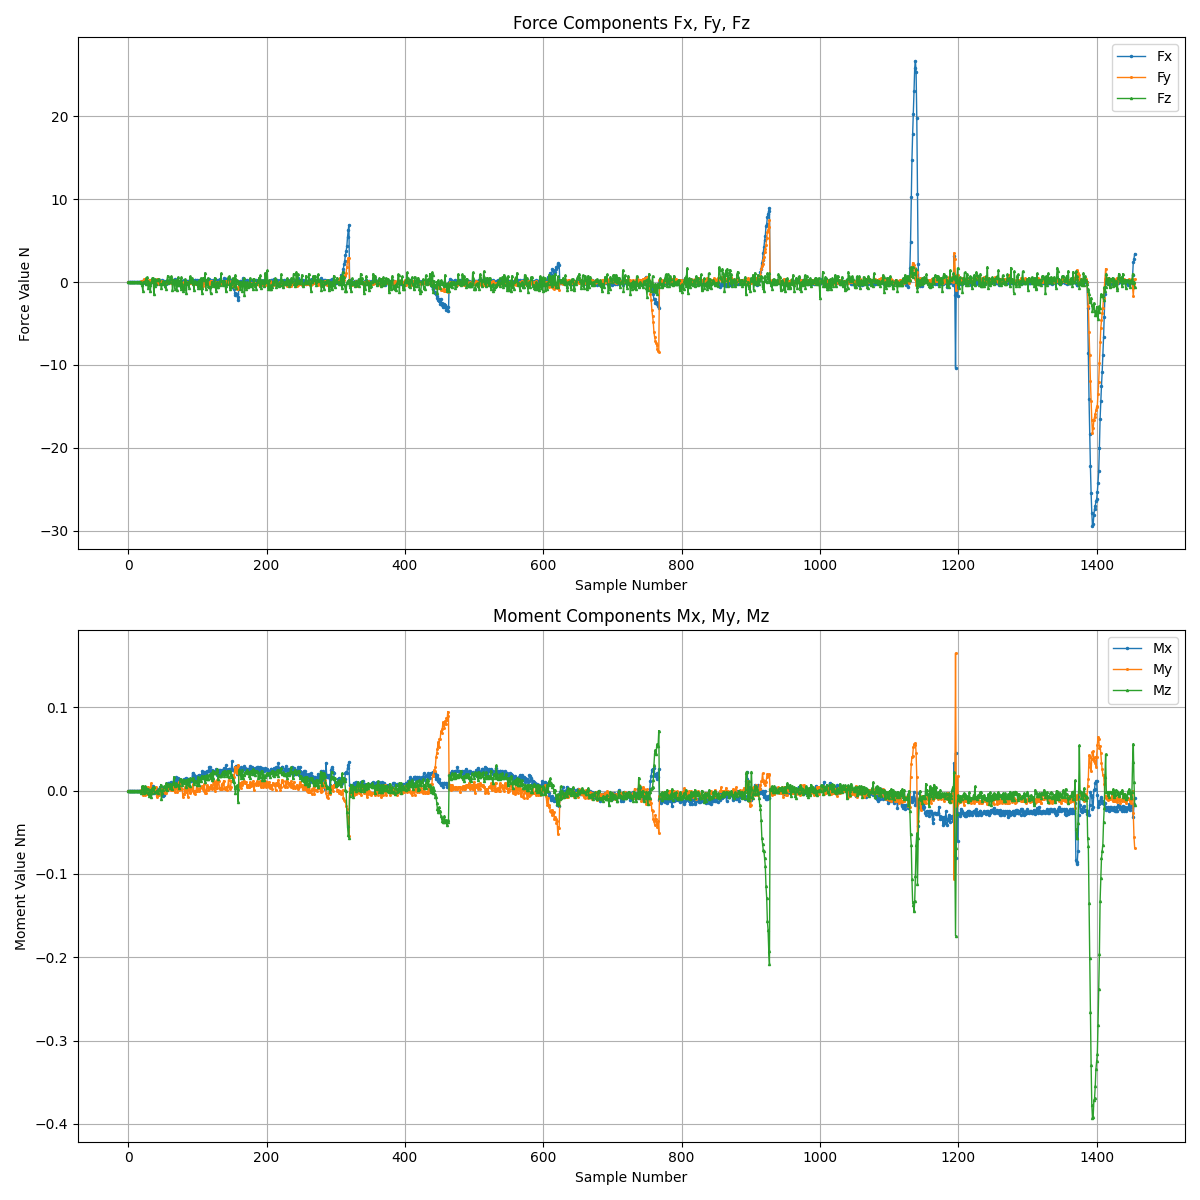 Force Components Fx, Fy, Fz
Fx
Fy
Fz
Force Value N
20
10
0
−10
−20
−30
0 200 400 600 800 1000 1200 1400
Sample Number
Moment Components Mx, My, Mz
Mx
My
Mz
Moment Value Nm
0.1
0.0
−0.1
−0.2
−0.3
−0.4
0 200 400 600 800 1000 1200 1400
Sample Number